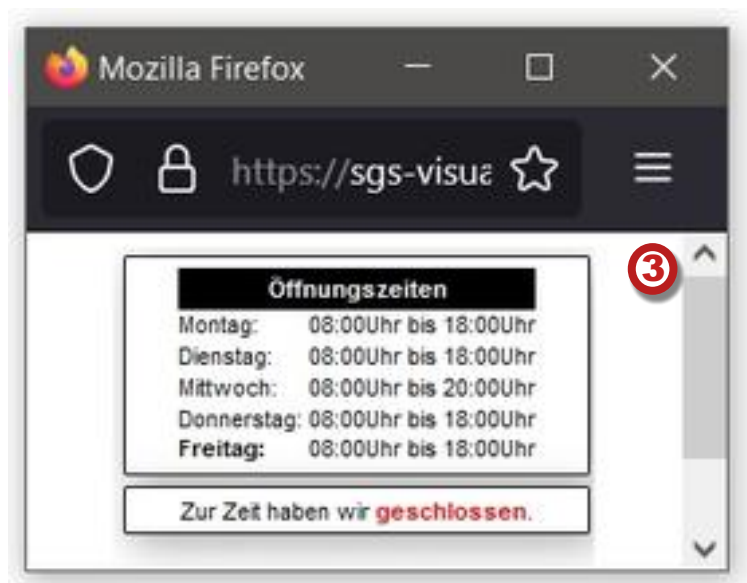 Mozilla Firefox
https://sgs-visua
3
Öffnungszeiten
Montag: 08:00Uhr bis 18:00Uhr
Dienstag: 08:00Uhr bis 18:00Uhr
Mittwoch: 08:00Uhr bis 20:00Uhr
Donnerstag: 08:00Uhr bis 18:00Uhr
Freitag: 08:00Uhr bis 18:00Uhr
Zur Zeit haben wir geschlossen.